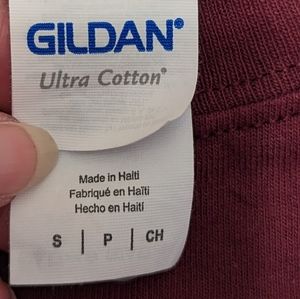 GILDAN®
Ultra Cotton®
Made in Haiti
Fabriqué en Haïti
Hecho en Haití
S | P | CH